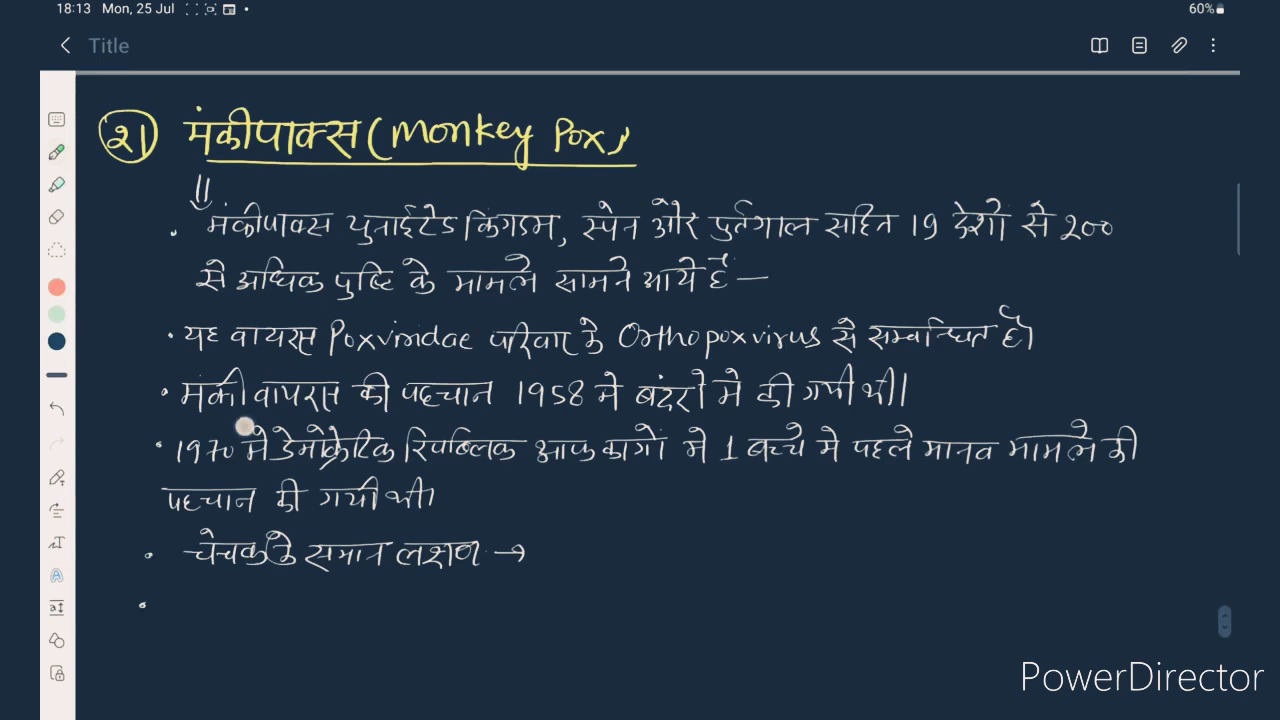 18:13 Mon, 25 Jul
60%
Title
21 मंकीपाक्स (Monkey Pox)
मंकीपाक्स युनाईटेड किंगडम, स्पेन और पुर्तगाल सहित 19 देशो से 200
से अधिक पुष्टि के मामले सामने आये है –
• यह वायरस Poxviridae परिवार के Orthopoxvirus से सम्बन्धित है।
• मंकी वायरस की पहचान 1958 मे बंदरो मे की गयी थी।
• 1970 मे डेमोक्रेटिक रिपब्लिक आफ कागो मे 1 बच्चे मे पहले मानव मामले की
पहचान की गयी थी।
• चेचक के समान लक्षण →
PowerDirector